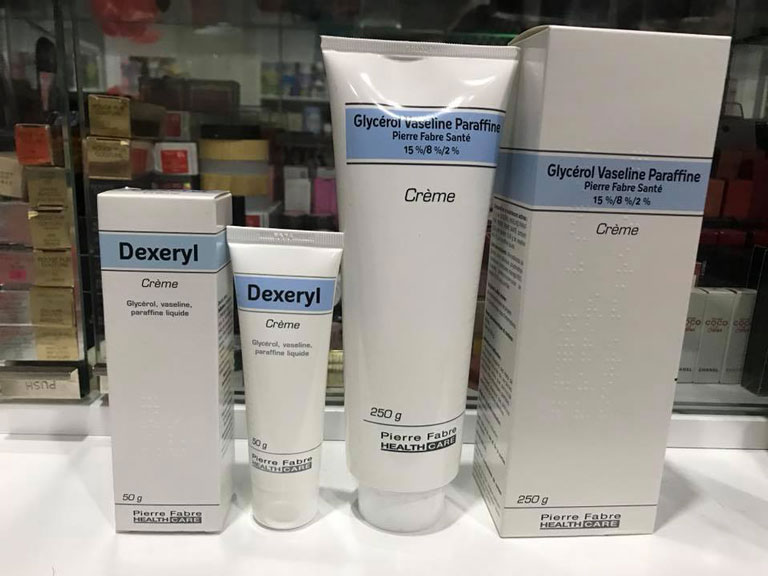 Dexeryl
Crème
Glycérol, vaseline,
paraffine liquide
50 g
Pierre Fabre
HEALTH CARE
Dexeryl
Crème
Glycérol, vaseline,
paraffine liquide
50 g
Pierre Fabre
HEALTH CARE
Glycérol Vaseline Paraffine
Pierre Fabre Santé
15 %/8 %/2 %
Crème
250 g
Pierre Fabre
HEALTH CARE
Glycérol Vaseline Paraffine
Pierre Fabre Santé
15 %/8 %/2 %
Crème
250 g
Pierre Fabre
HEALTH CARE
PUSH
COCO
COCO